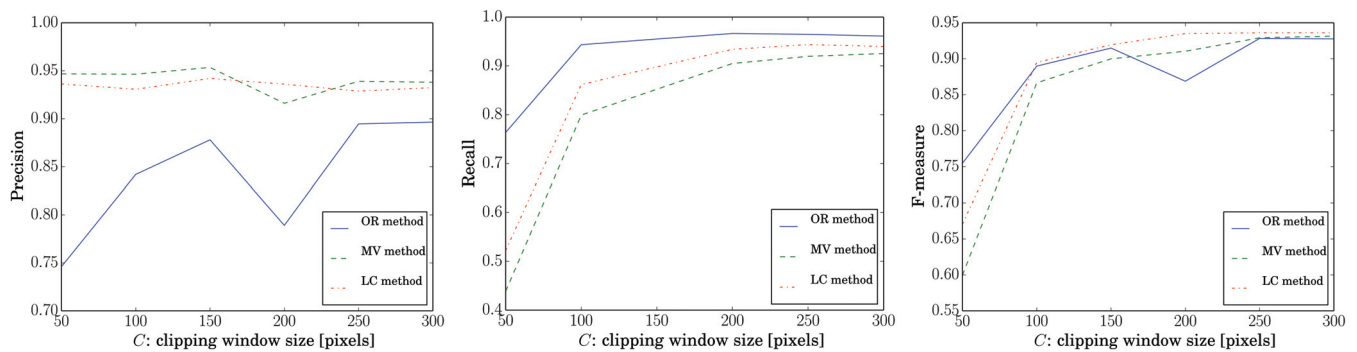 1.00
0.95
0.90
0.85
0.80
0.75
0.70
Precision
50 100 150 200 250 300
C: clipping window size [pixels]
OR method
MV method
LC method
1.0
0.9
0.8
0.7
0.6
0.5
0.4
Recall
50 100 150 200 250 300
C: clipping window size [pixels]
OR method
MV method
LC method
0.95
0.90
0.85
0.80
0.75
0.70
0.65
0.60
0.55
F-measure
50 100 150 200 250 300
C: clipping window size [pixels]
OR method
MV method
LC method